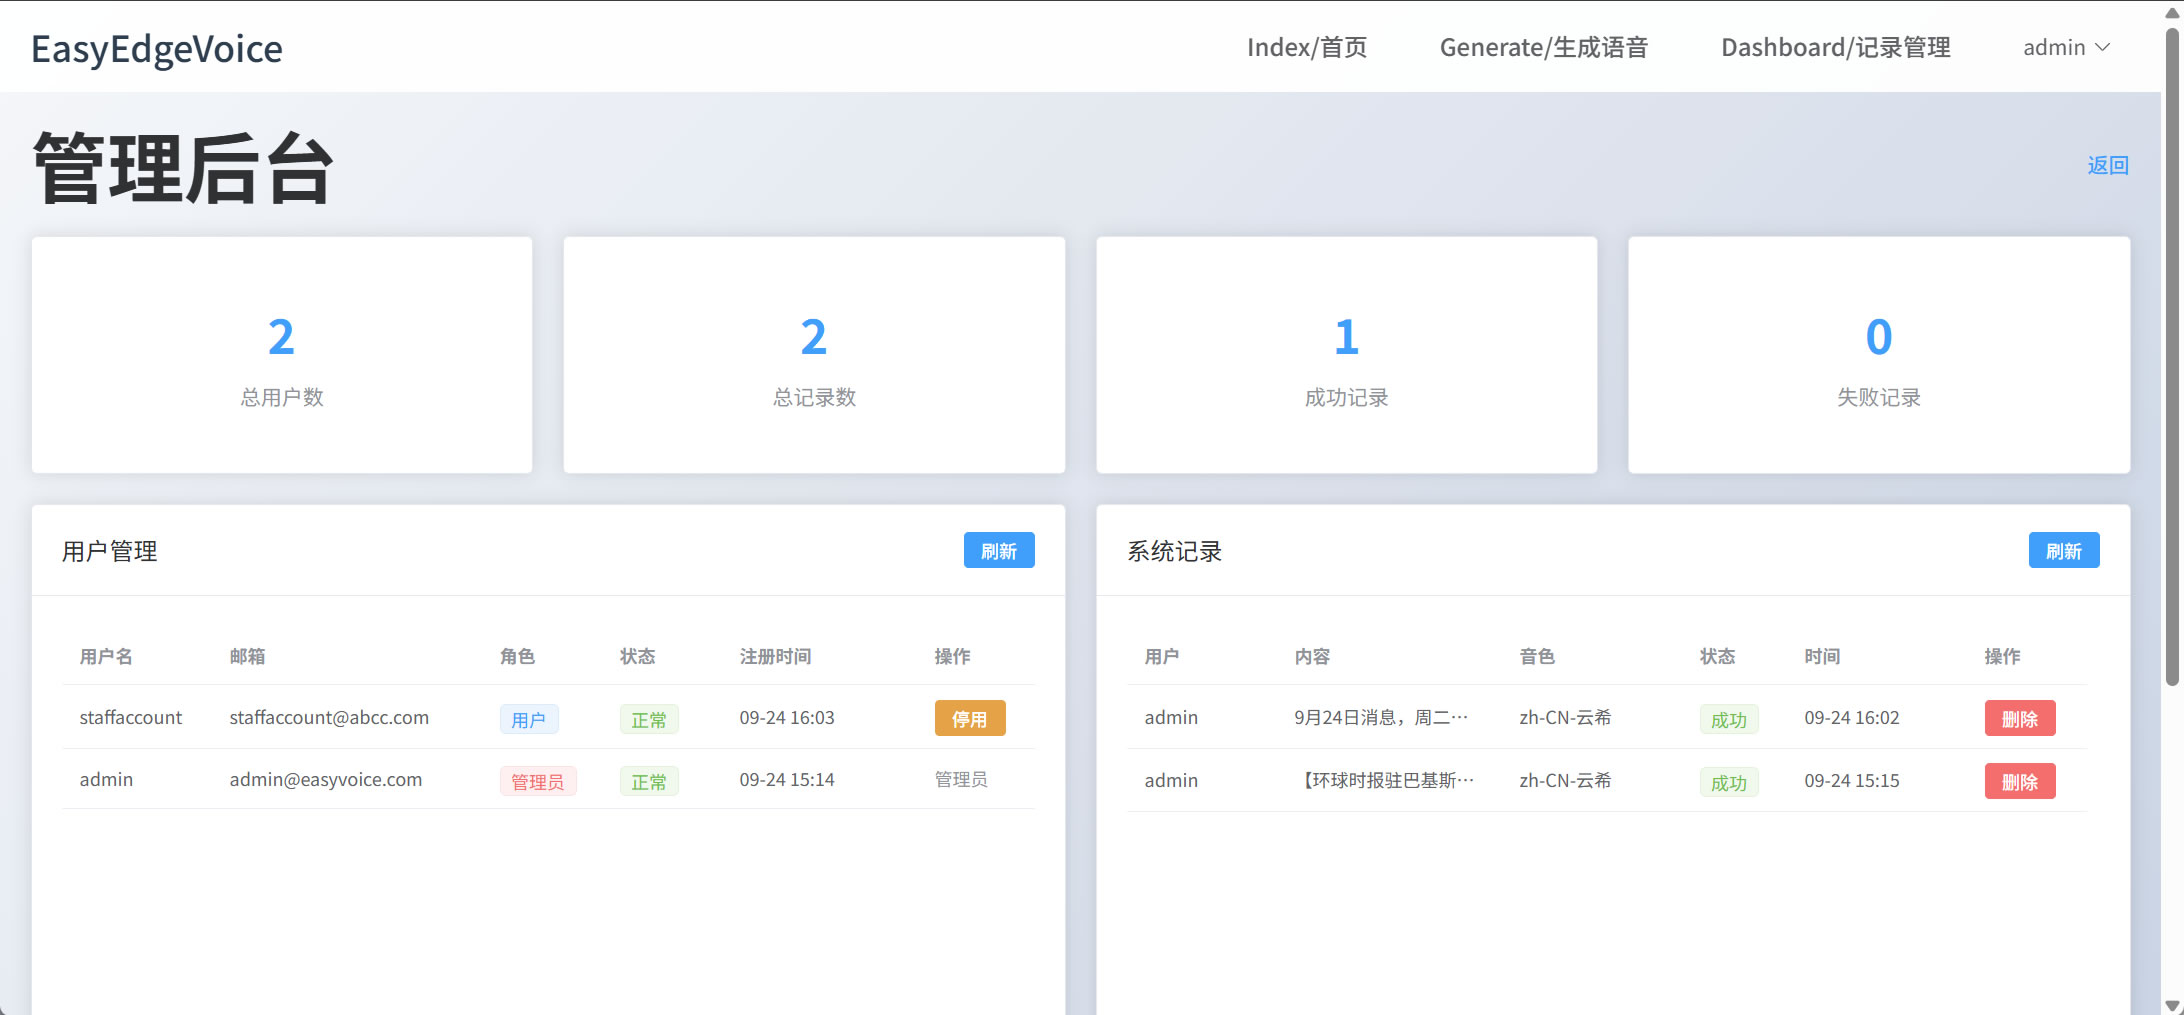 EasyEdgeVoice
Index/首页 Generate/生成语音 Dashboard/记录管理 admin
管理后台
返回
2 2 1 0
总用户数 总记录数 成功记录 失败记录
用户管理 刷新
用户名 邮箱 角色 状态 注册时间 操作
staffaccount staffaccount@abcc.com 用户 正常 09-24 16:03 停用
admin admin@easyvoice.com 管理员 正常 09-24 15:14 管理员
系统记录 刷新
用户 内容 音色 状态 时间 操作
admin 9月24日消息，周二… zh-CN-云希 成功 09-24 16:02 删除
admin 【环球时报驻巴基斯… zh-CN-云希 成功 09-24 15:15 删除